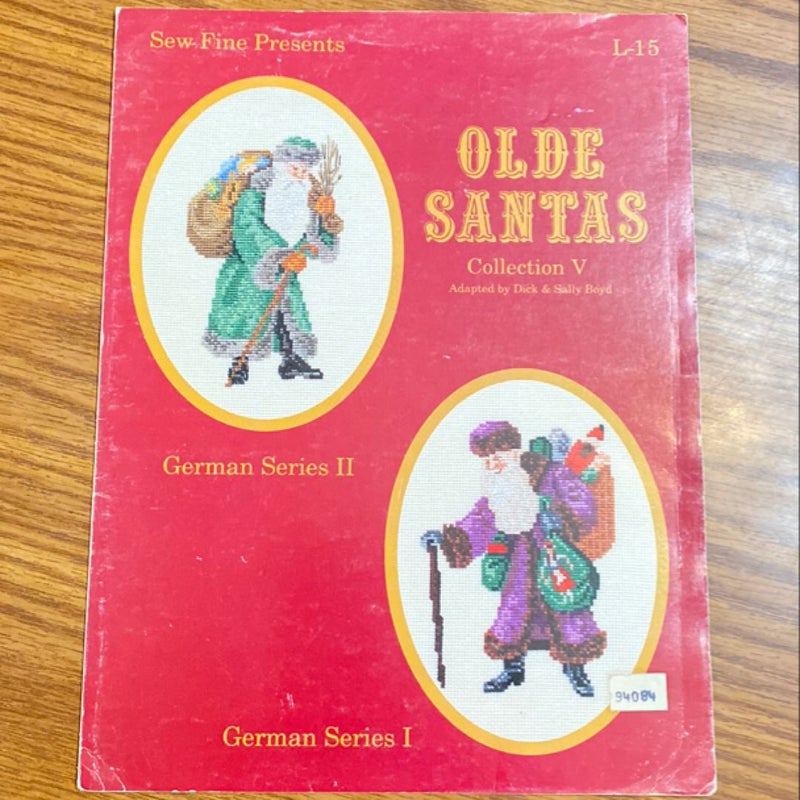 Sew Fine Presents
L-15
OLDE
SANTAS
Collection V
Adapted by Dick & Sally Boyd
German Series II
German Series I
94084